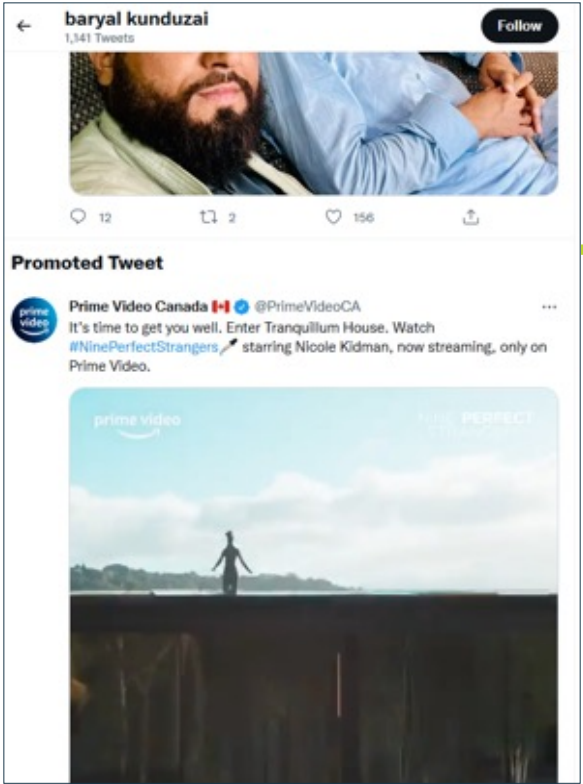 baryal kunduzai
1,141 Tweets
Follow
12
2
156
Promoted Tweet
prime
video
Prime Video Canada @PrimeVideoCA
It's time to get you well. Enter Tranquillum House. Watch
#NinePerfectStrangers starring Nicole Kidman, now streaming, only on
Prime Video.
prime video
NINE PERFECT
STRANGERS